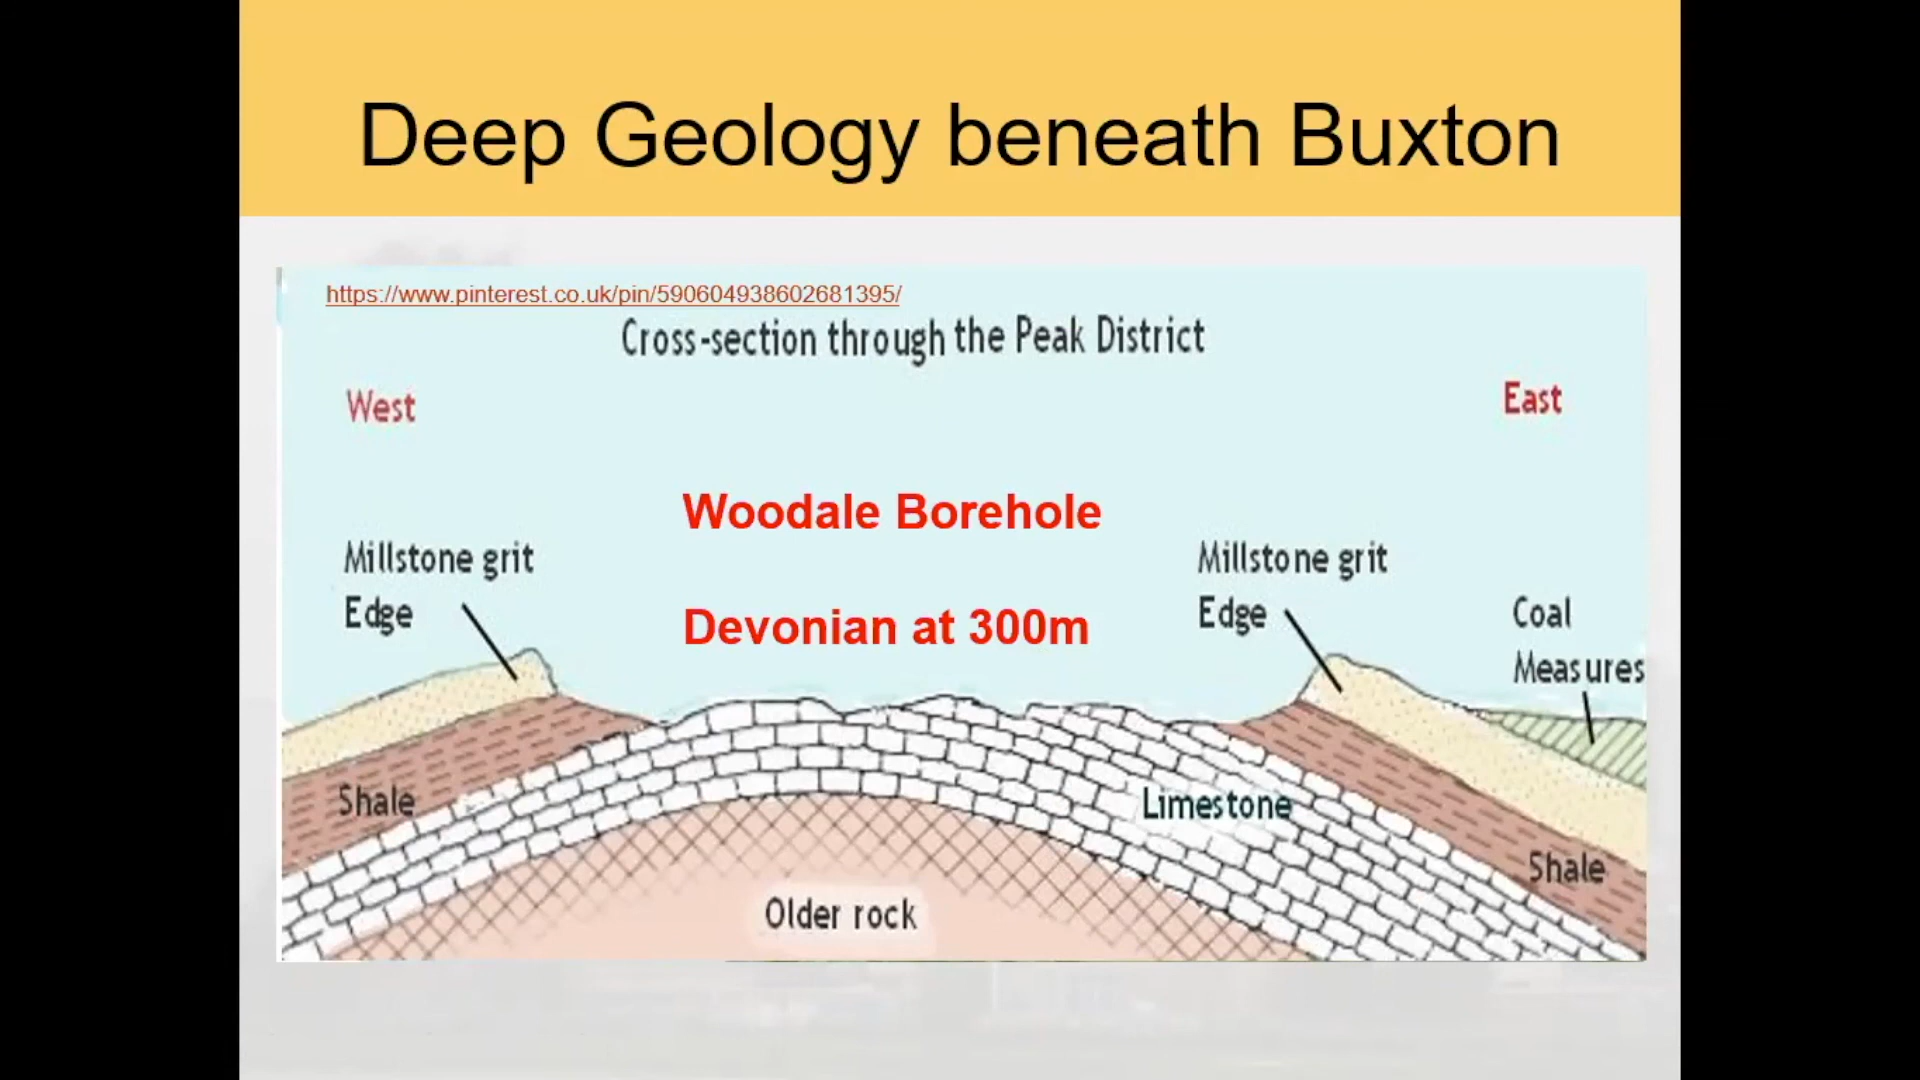 Deep Geology beneath Buxton
https://www.pinterest.co.uk/pin/590604938602681395/
Cross-section through the Peak District
West
East
Woodale Borehole
Millstone grit
Edge
Devonian at 300m
Millstone grit
Edge
Coal
Measures
Shale
Limestone
Shale
Older rock